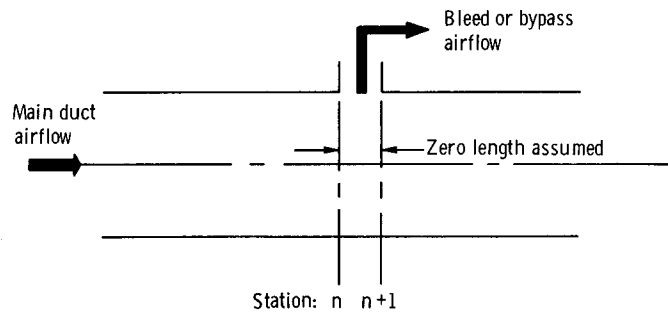 Bleed or bypass
airflow
Main duct
airflow
Zero length assumed
Station: n n+1